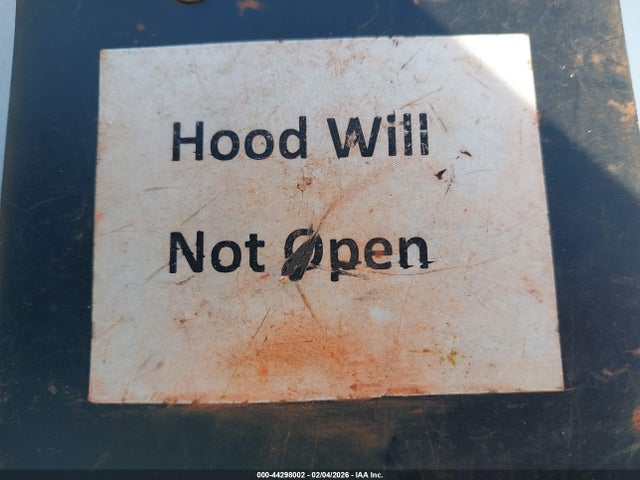 Hood Will
Not Open
000-44298002 - 02/04/2026 - IAA Inc.